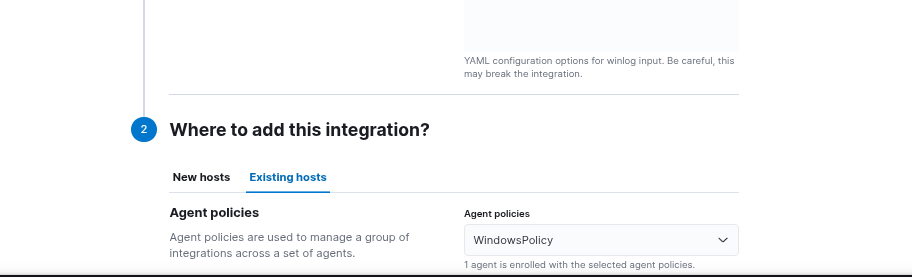 YAML configuration options for winlog input. Be careful, this
may break the integration.
2 Where to add this integration?
New hosts Existing hosts
Agent policies
Agent policies are used to manage a group of
integrations across a set of agents.
Agent policies
WindowsPolicy
1 agent is enrolled with the selected agent policies.